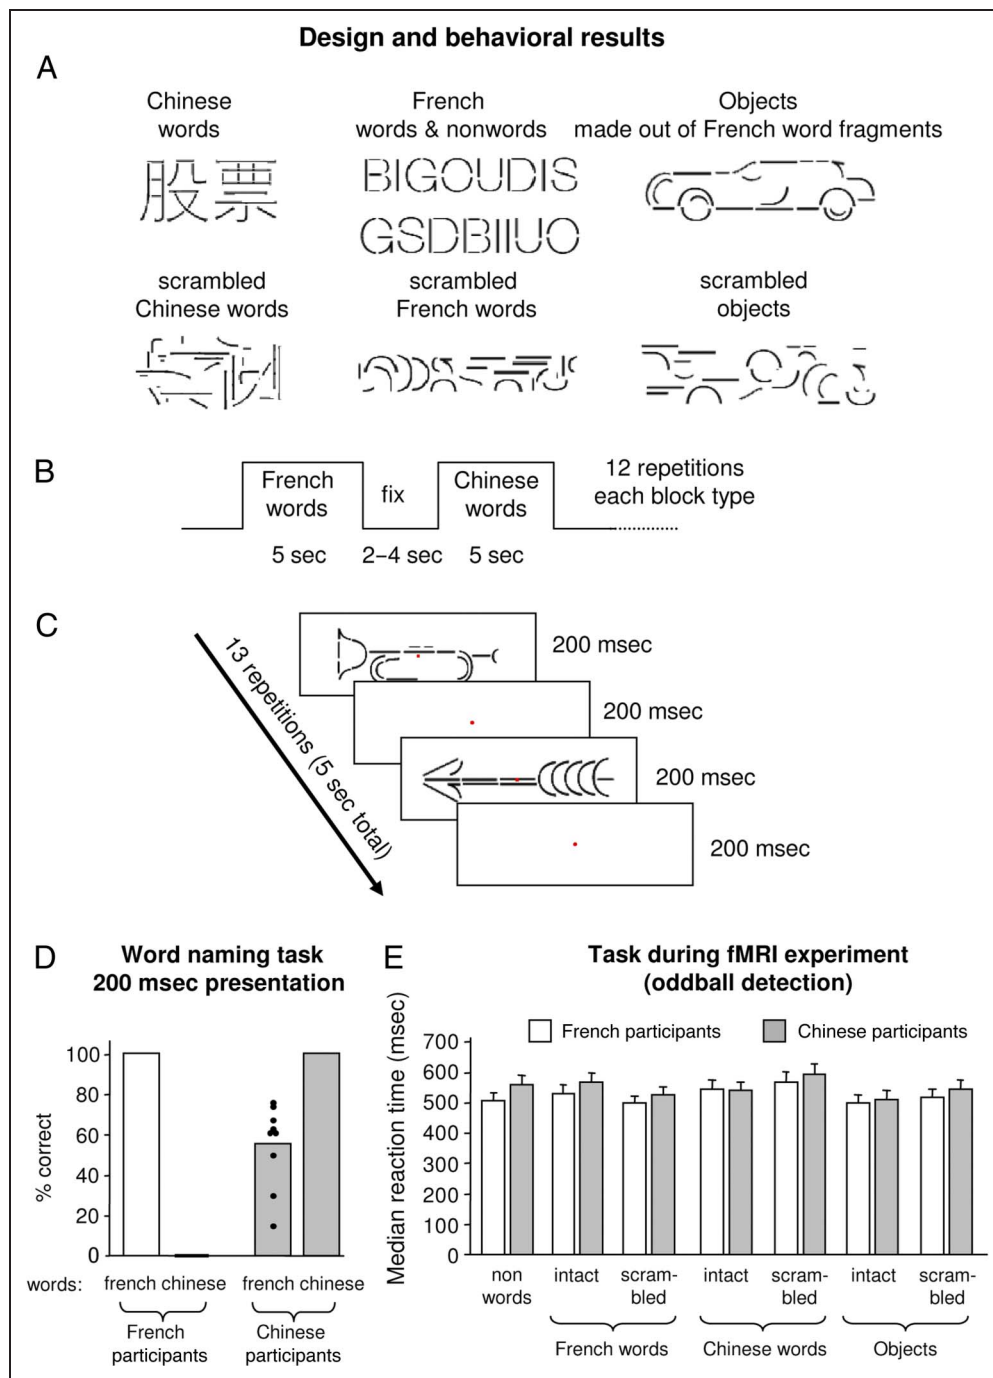 Design and behavioral results
A
Chinese
words
French
words & nonwords
Objects
made out of French word fragments
股票
BIGOUDIS
GSDBIIUO
scrambled
Chinese words
scrambled
French words
scrambled
objects
B
French
words
fix
Chinese
words
12 repetitions
each block type
5 sec
2–4 sec
5 sec
C
13 repetitions (5 sec total)
200 msec
200 msec
200 msec
200 msec
D
Word naming task
200 msec presentation
% correct
100
80
60
40
20
0
words:
french chinese
french chinese
French
participants
Chinese
participants
E
Task during fMRI experiment
(oddball detection)
French participants
Chinese participants
Median reaction time (msec)
700
600
500
400
300
200
100
0
non
words
intact
scram-
bled
intact
scram-
bled
intact
scram-
bled
French words
Chinese words
Objects